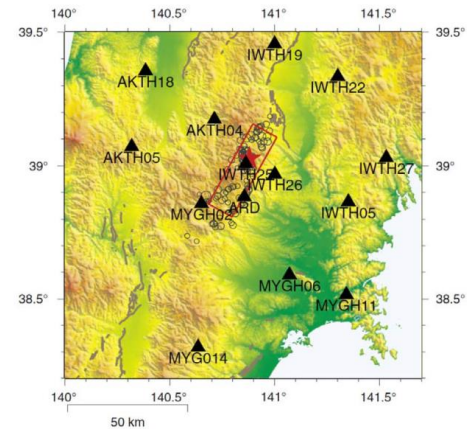 140° 140.5° 141° 141.5°
39.5° 39.5°
IWTH19
AKTH18
IWTH22
AKTH04
AKTH05
39° 39°
IWTH27
IWTH25
IWTH26
MYGH02
ARD
IWTH05
MYGH06
38.5° 38.5°
MYGH11
MYG014
140° 140.5° 141° 141.5°
50 km